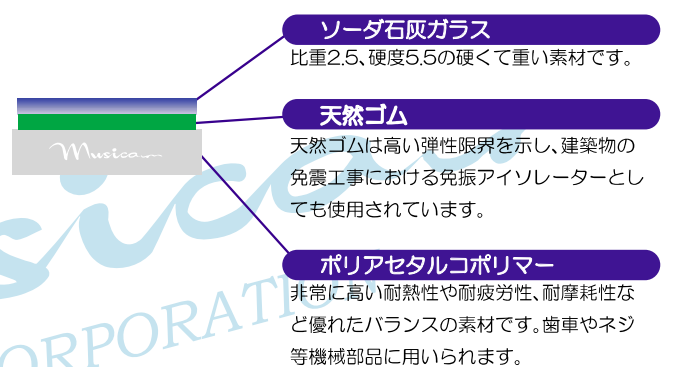 ソーダ石灰ガラス
比重2.5、硬度5.5の硬くて重い素材です。
天然ゴム
天然ゴムは高い弾性限界を示し、建築物の
免震工事における免振アイソレーターとし
ても使用されています。
Musica
ポリアセタルコポリマー
非常に高い耐熱性や耐疲労性、耐摩耗性な
ど優れたバランスの素材です。歯車やネジ
等機械部品に用いられます。
sica
ORPORATI